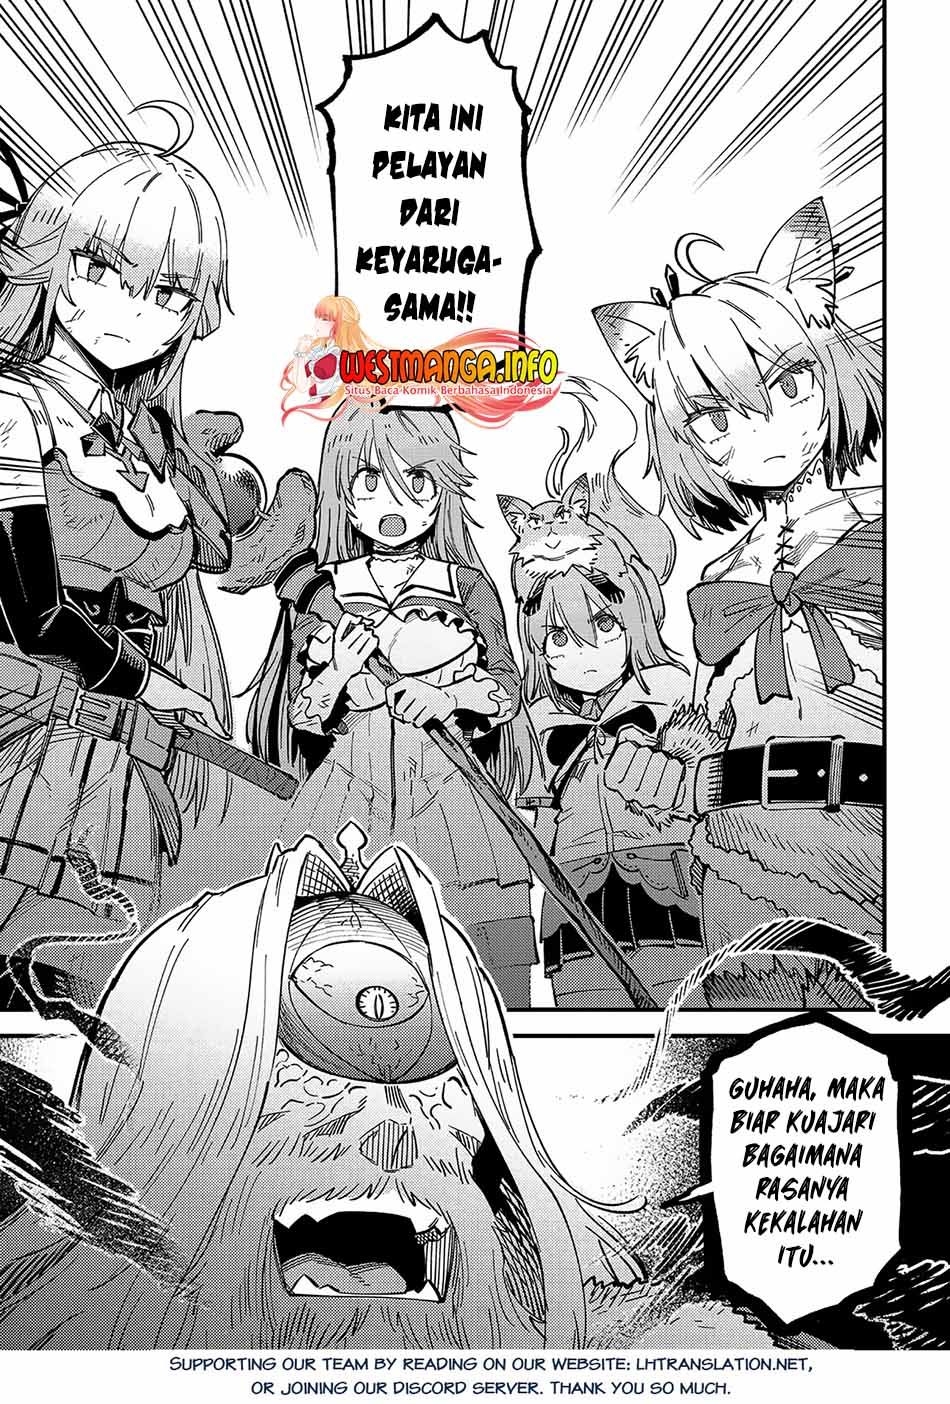 KITA INI
PELAYAN
DARI
KEYARUGA-
SAMA!!
WESTMANGA.INFO
Situs Baca Komik Berbahasa Indonesia
GUHAHA, MAKA
BIAR KUAJARI
BAGAIMANA
RASANYA
KEKALAHAN
ITU...
SUPPORTING OUR TEAM BY READING ON OUR WEBSITE: LHTRANSLATION.NET,
OR JOINING OUR DISCORD SERVER. THANK YOU SO MUCH.